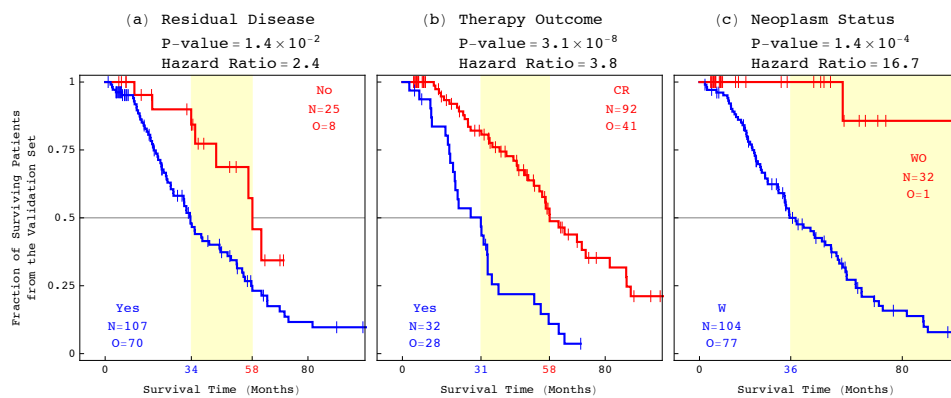 (a) Residual Disease
P-value = 1.4 × 10⁻²
Hazard Ratio = 2.4
(b) Therapy Outcome
P-value = 3.1 × 10⁻⁸
Hazard Ratio = 3.8
(c) Neoplasm Status
P-value = 1.4 × 10⁻⁴
Hazard Ratio = 16.7
Fraction of Surviving Patients
from the Validation Set
1
0.75
0.5
0.25
0
No
N=25
O=8
Yes
N=107
O=70
0
34
58
80
Survival Time (Months)
CR
N=92
O=41
Yes
N=32
O=28
0
31
58
80
Survival Time (Months)
WO
N=32
O=1
W
N=104
O=77
0
36
80
Survival Time (Months)